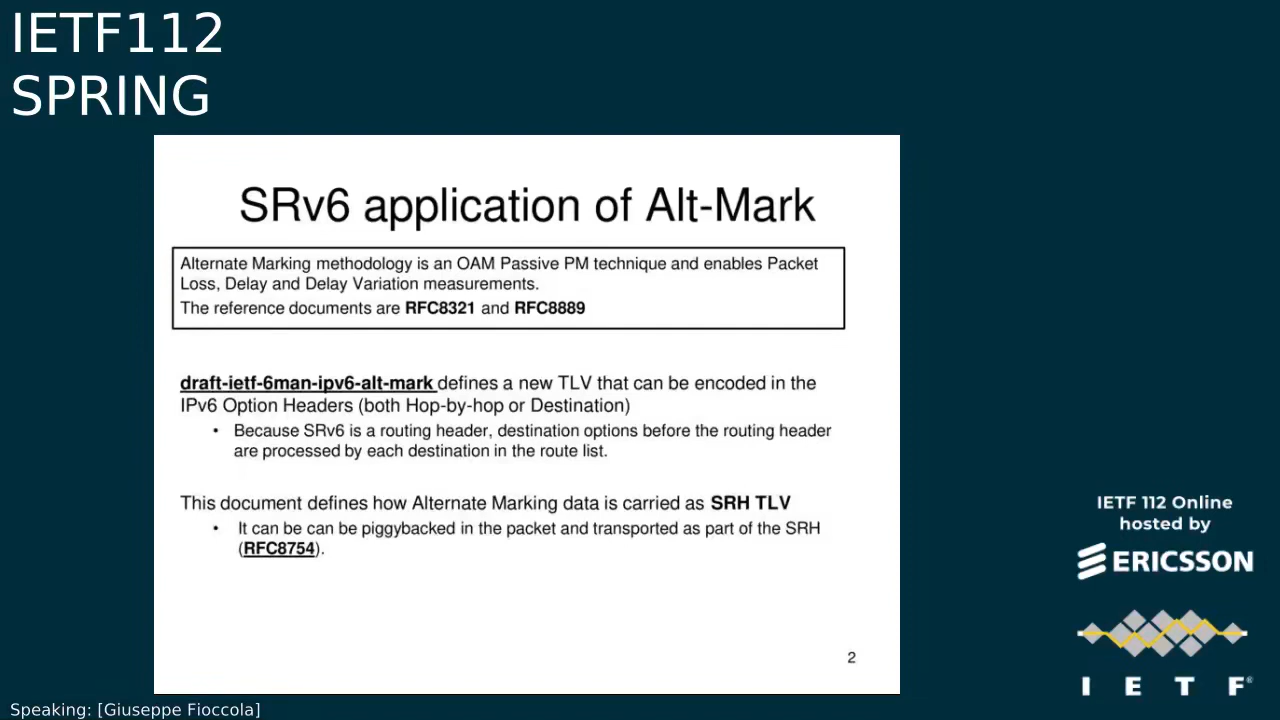 IETF112
SPRING
SRv6 application of Alt-Mark
Alternate Marking methodology is an OAM Passive PM technique and enables Packet
Loss, Delay and Delay Variation measurements.
The reference documents are RFC8321 and RFC8889
draft-ietf-6man-ipv6-alt-mark defines a new TLV that can be encoded in the
IPv6 Option Headers (both Hop-by-hop or Destination)
• Because SRv6 is a routing header, destination options before the routing header
are processed by each destination in the route list.
This document defines how Alternate Marking data is carried as SRH TLV
• It can be can be piggybacked in the packet and transported as part of the SRH
(RFC8754).
2
IETF 112 Online
hosted by
ERICSSON
I E T F®
Speaking: [Giuseppe Fioccola]